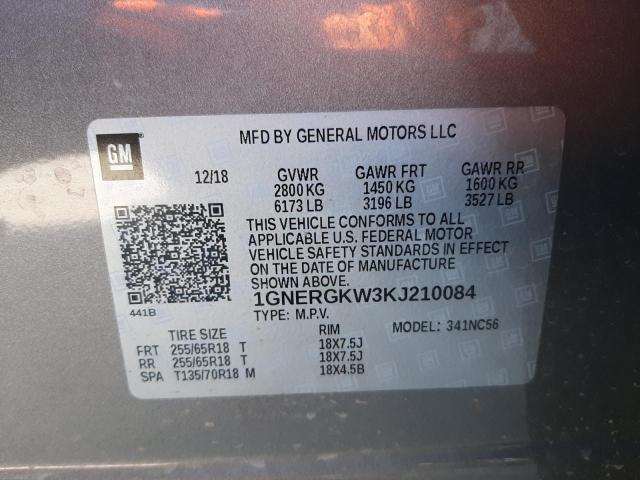 GM
MFD BY GENERAL MOTORS LLC
12/18 GVWR GAWR FRT GAWR RR
2800 KG 1450 KG 1600 KG
6173 LB 3196 LB 3527 LB
THIS VEHICLE CONFORMS TO ALL
APPLICABLE U.S. FEDERAL MOTOR
VEHICLE SAFETY STANDARDS IN EFFECT
ON THE DATE OF MANUFACTURE
SHOWN ABOVE.
441B 1GNERGKW3KJ210084
TYPE: M.P.V. MODEL: 341NC56
TIRE SIZE RIM
FRT 255/65R18 T 18X7.5J
RR 255/65R18 T 18X7.5J
SPA T135/70R18 M 18X4.5B